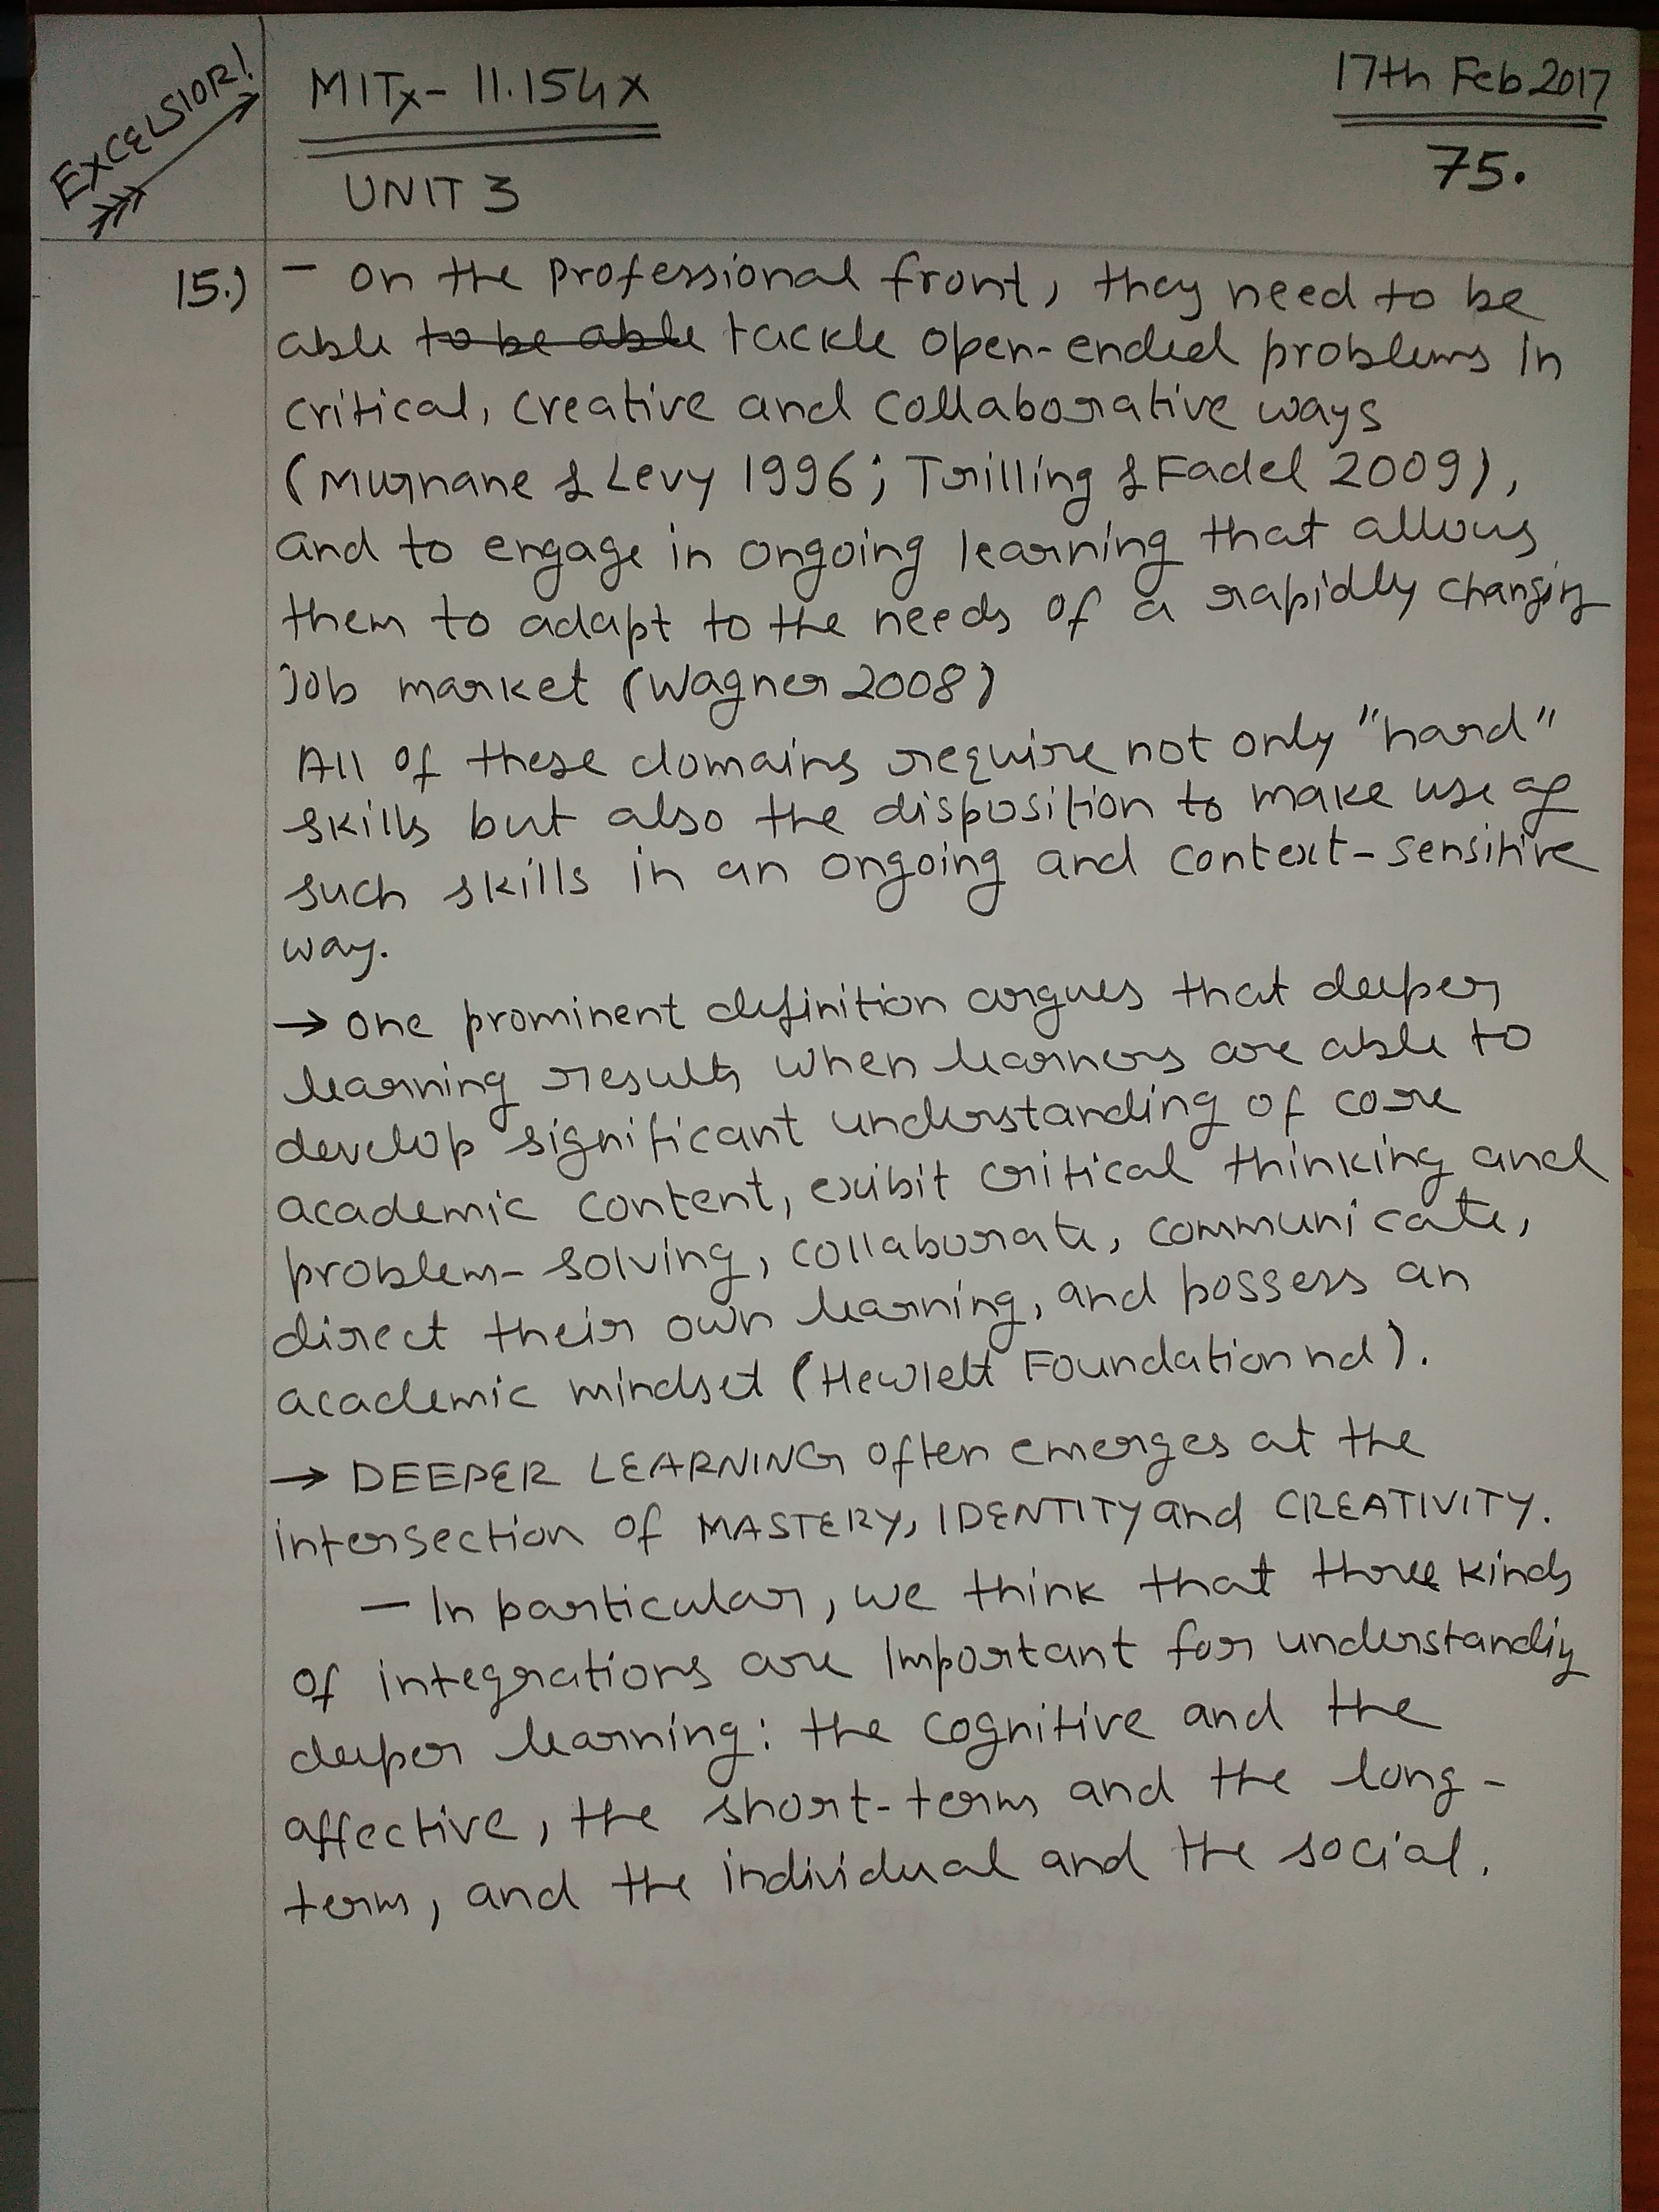 EXCELSIOR!
MITx- 11.154x
17th Feb 2017
UNIT 3
75.
15.) - On the professional front, they need to be
able to be able tackle open-ended problems in
critical, creative and collaborative ways
(Murnane & Levy 1996; Trilling & Fadel 2009),
and to engage in ongoing learning that allows
them to adapt to the needs of a rapidly changing
job market (Wagner 2008)
All of these domains require not only "hard"
skills but also the disposition to make use of
such skills in an ongoing and context-sensitive
way.
→ One prominent definition argues that deeper
learning results when learners are able to
develop significant understanding of core
academic content, exibit critical thinking and
problem-solving, collaborate, communicate,
direct their own learning, and possess an
academic mindset (Hewlett Foundation nd).
→ DEEPER LEARNING often emerges at the
intersection of MASTERY, IDENTITY and CREATIVITY.
- In particular, we think that three kinds
of integrations are important for understanding
deeper learning: the cognitive and the
affective, the short-term and the long-
term, and the individual and the social.